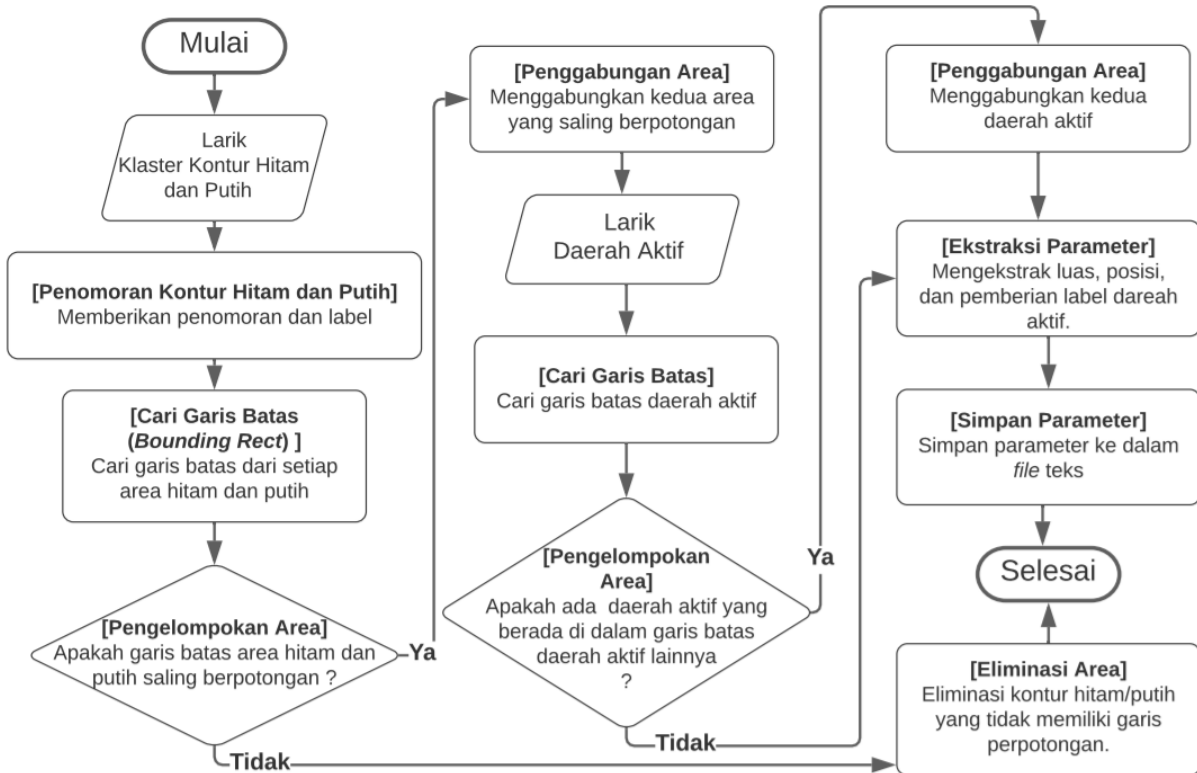 Mulai
Larik
Klaster Kontur Hitam
dan Putih
[Penomoran Kontur Hitam dan Putih]
Memberikan penomoran dan label
[Cari Garis Batas
(Bounding Rect) ]
Cari garis batas dari setiap
area hitam dan putih
[Pengelompokan Area]
Apakah garis batas area hitam dan
putih saling berpotongan ?
Ya
Tidak
[Penggabungan Area]
Menggabungkan kedua area
yang saling berpotongan
Larik
Daerah Aktif
[Cari Garis Batas]
Cari garis batas daerah aktif
[Pengelompokan
Area]
Apakah ada daerah aktif yang
berada di dalam garis batas
daerah aktif lainnya
?
Ya
Tidak
[Penggabungan Area]
Menggabungkan kedua
daerah aktif
[Ekstraksi Parameter]
Mengekstrak luas, posisi,
dan pemberian label dareah
aktif.
[Simpan Parameter]
Simpan parameter ke dalam
file teks
Selesai
[Eliminasi Area]
Eliminasi kontur hitam/putih
yang tidak memiliki garis
perpotongan.